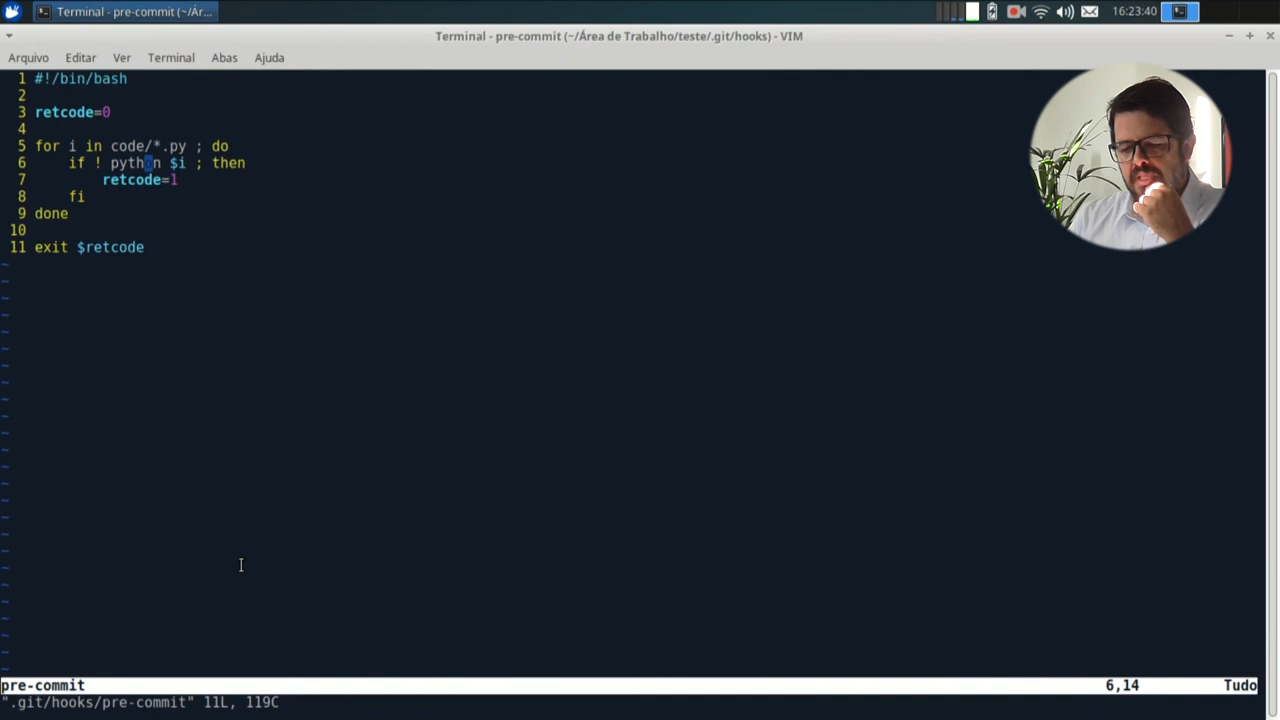 Terminal - pre-commit (~/Ár...
16:23:40
Terminal - pre-commit (~/Área de Trabalho/teste/.git/hooks) - VIM
Arquivo Editar Ver Terminal Abas Ajuda
1 #!/bin/bash
2
3 retcode=0
4
5 for i in code/*.py ; do
6     if ! python $i ; then
7         retcode=1
8     fi
9 done
10
11 exit $retcode
pre-commit 6,14 Tudo
".git/hooks/pre-commit" 11L, 119C